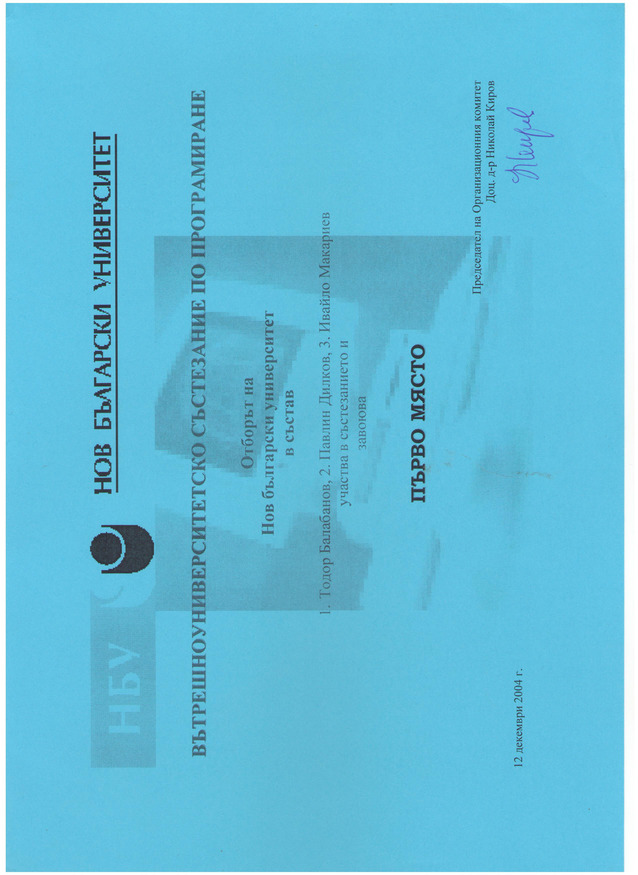 НБУ
НОВ БЪЛГАРСКИ УНИВЕРСИТЕТ
ВЪТРЕШНОУНИВЕРСИТЕТСКО СЪСТЕЗАНИЕ ПО ПРОГРАМИРАНЕ
Отборът на
Нов български университет
в състав
1. Тодор Балабанов, 2. Павлин Дилков, 3. Ивайло Макариев
участва в състезанието и
завоюва
ПЪРВО МЯСТО
Председател на Организационния комитет
Доц. д-р Николай Киров
12 декември 2004 г.